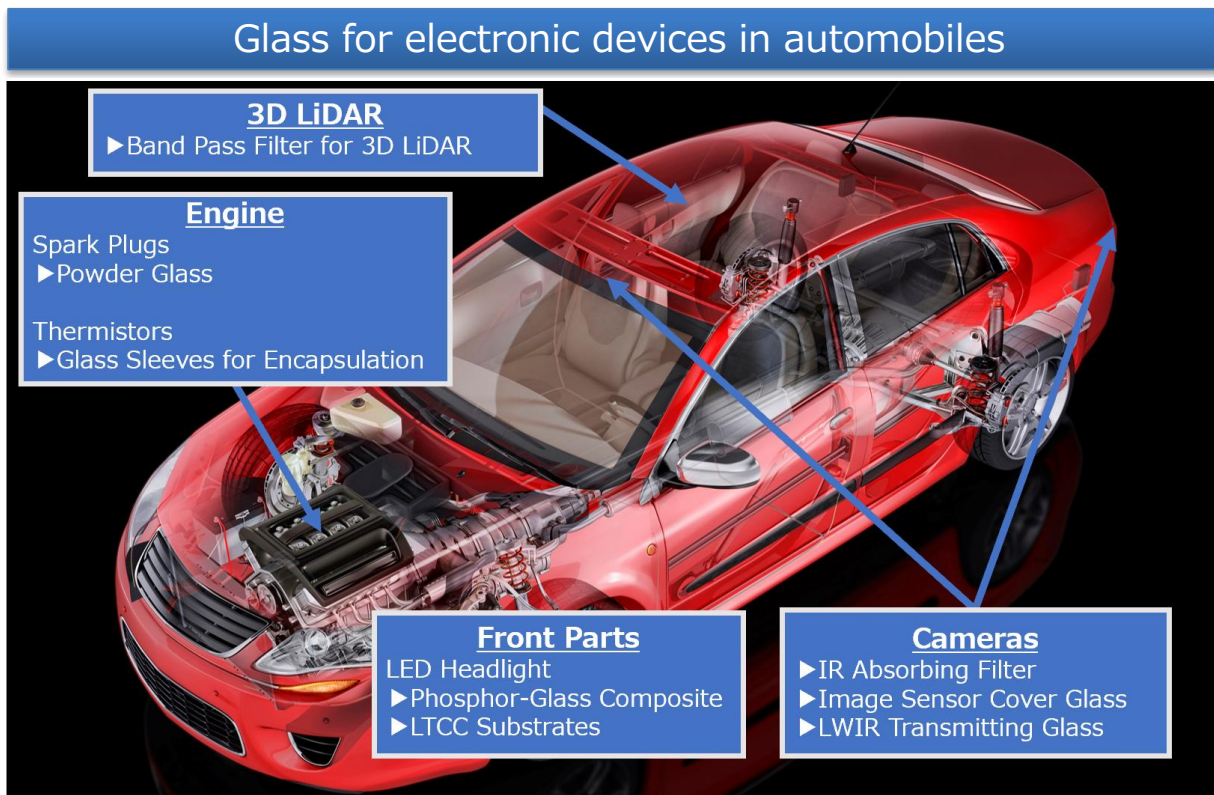 Glass for electronic devices in automobiles
3D LiDAR
▶Band Pass Filter for 3D LiDAR
Engine
Spark Plugs
▶Powder Glass
Thermistors
▶Glass Sleeves for Encapsulation
Front Parts
LED Headlight
▶Phosphor-Glass Composite
▶LTCC Substrates
Cameras
▶IR Absorbing Filter
▶Image Sensor Cover Glass
▶LWIR Transmitting Glass